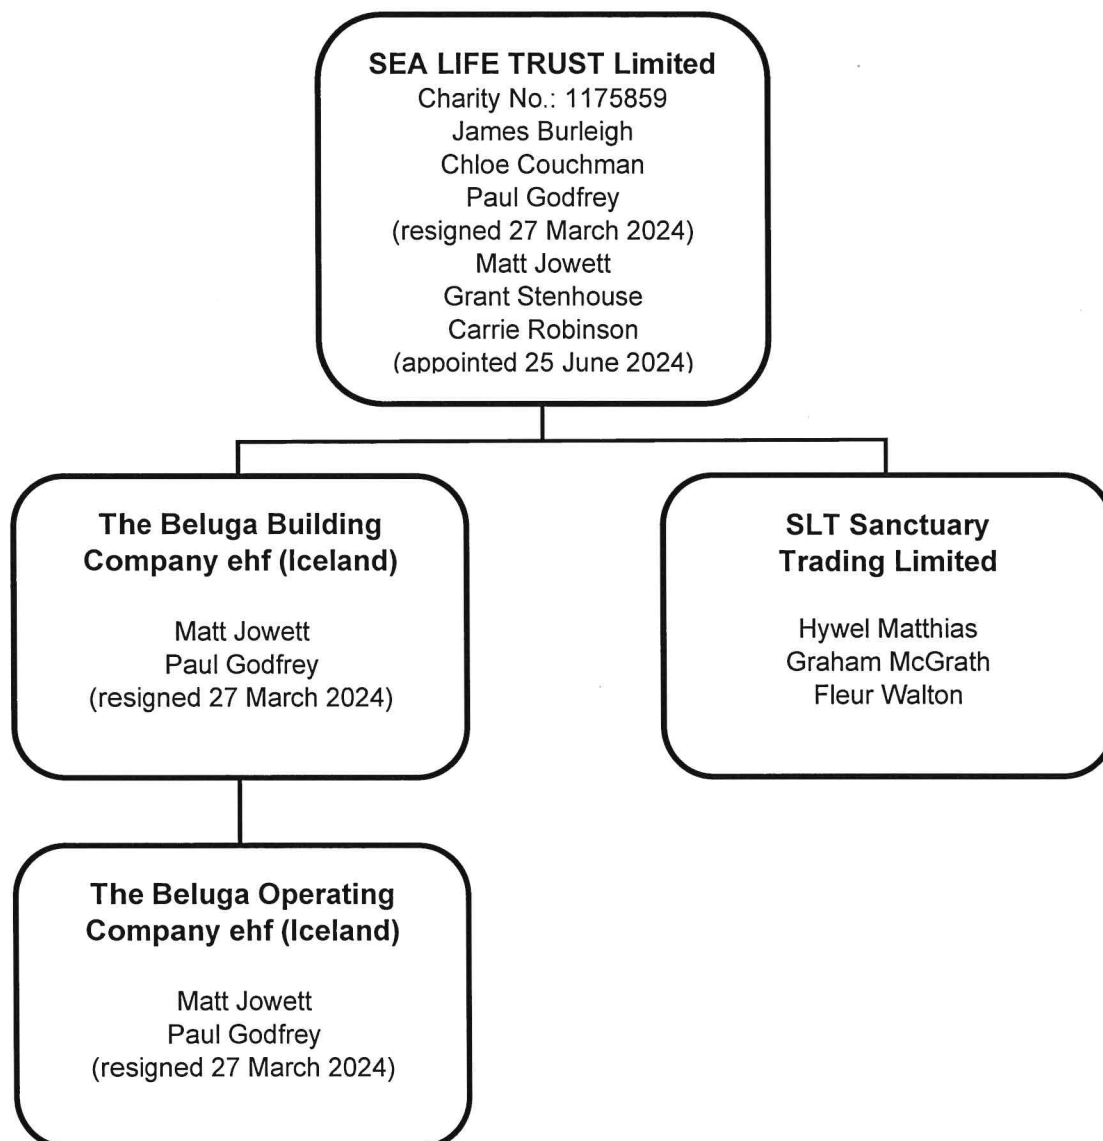 SEA LIFE TRUST Limited
Charity No.: 1175859
James Burleigh
Chloe Couchman
Paul Godfrey
(resigned 27 March 2024)
Matt Jowett
Grant Stenhouse
Carrie Robinson
(appointed 25 June 2024)
The Beluga Building
Company ehf (Iceland)
Matt Jowett
Paul Godfrey
(resigned 27 March 2024)
SLT Sanctuary
Trading Limited
Hywel Matthias
Graham McGrath
Fleur Walton
The Beluga Operating
Company ehf (Iceland)
Matt Jowett
Paul Godfrey
(resigned 27 March 2024)